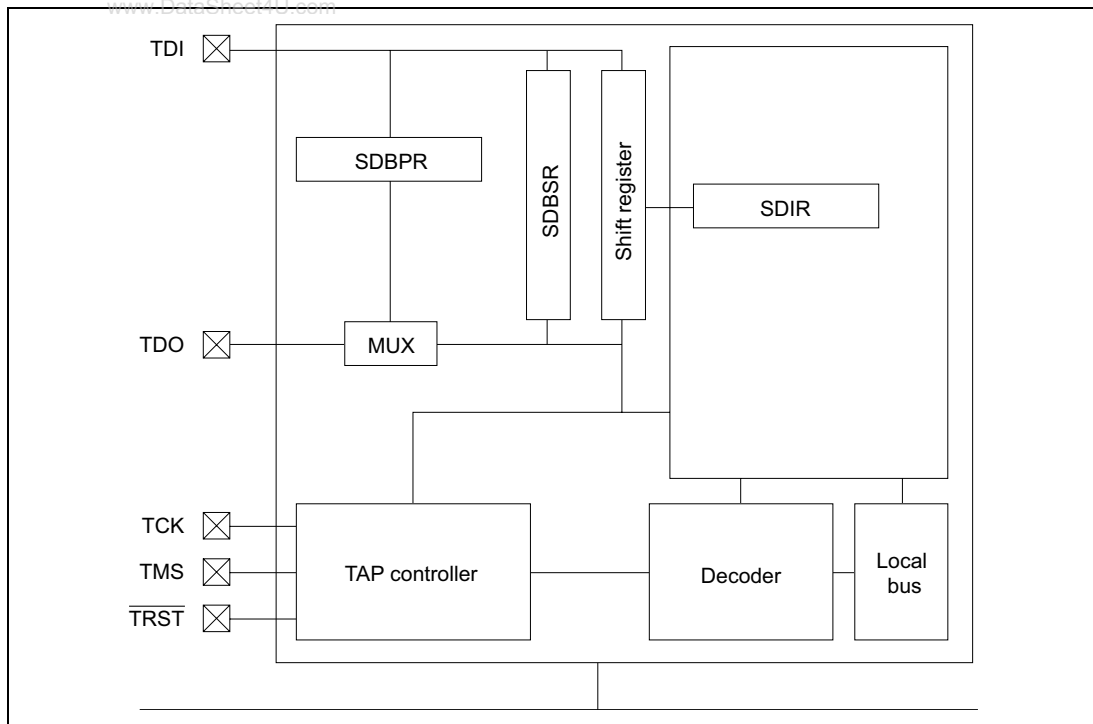 www.DataSheet4U.com
TDI
SDBPR
SDBSR
Shift register
SDIR
TDO
MUX
TCK
TMS
TRST
TAP controller
Decoder
Local
bus